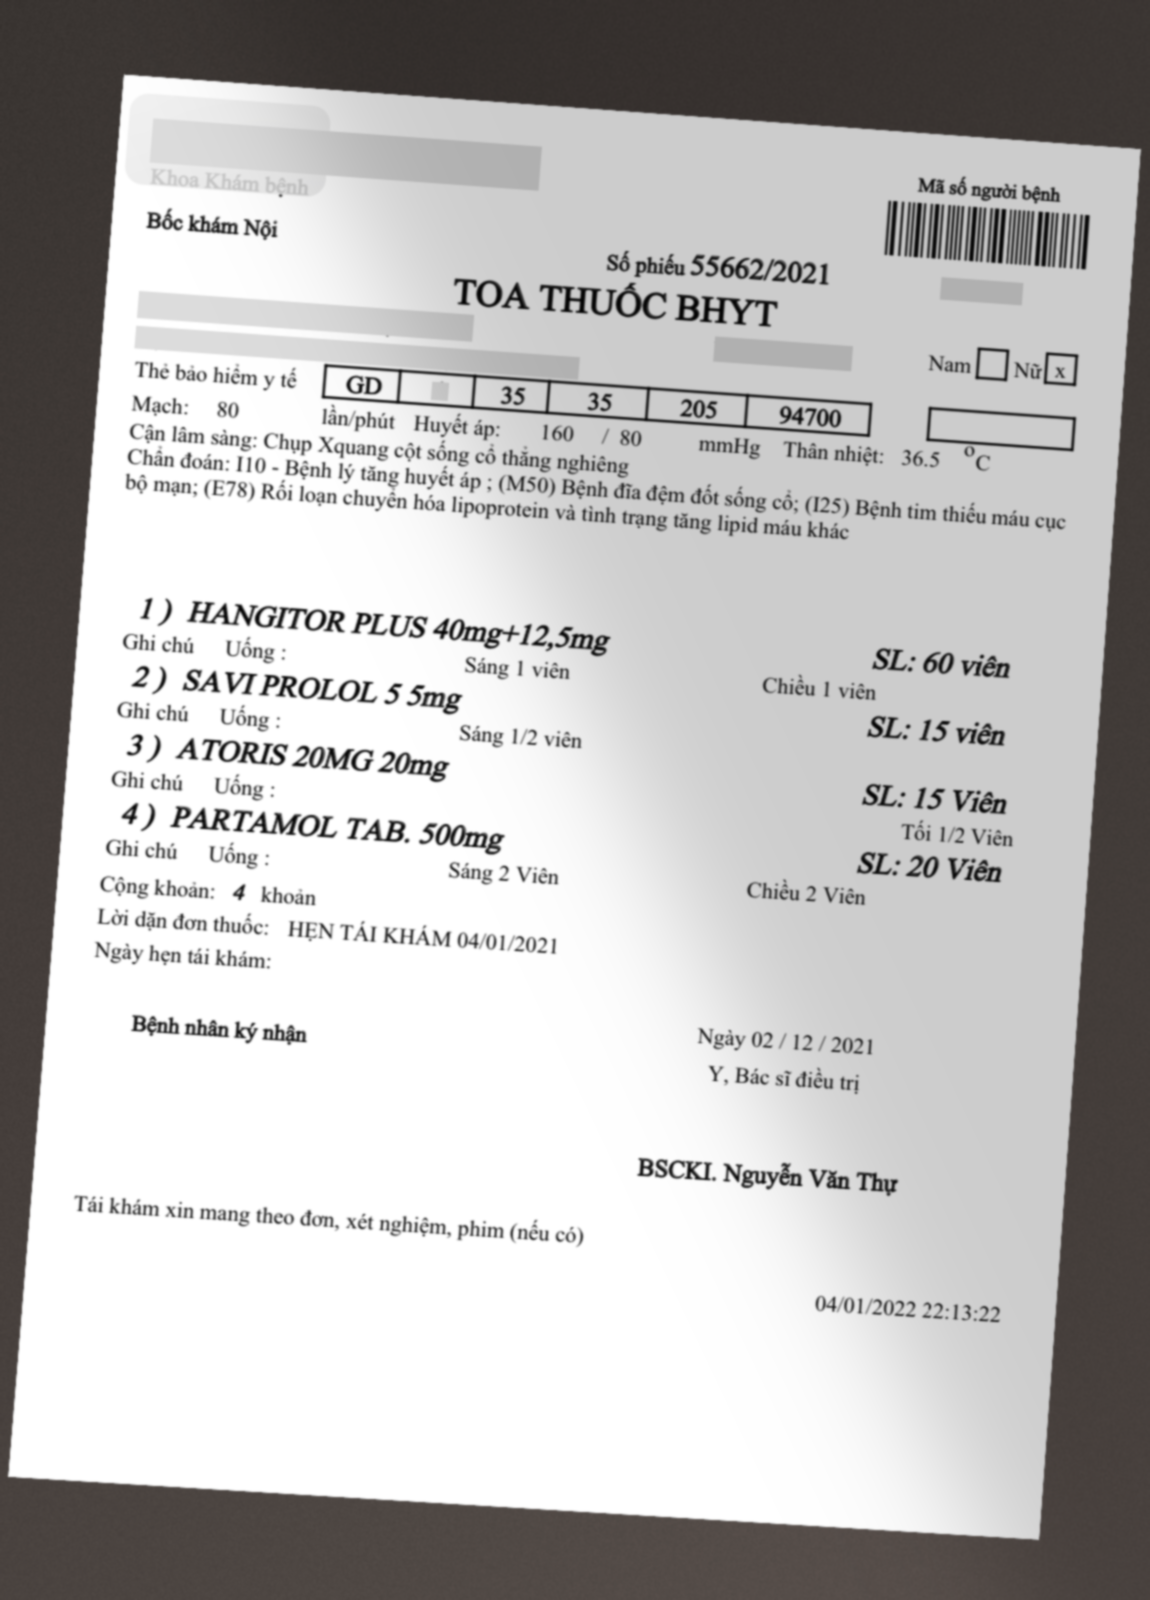 Khoa Khám bệnh
Mã số người bệnh
Bốc khám Nội
Số phiếu 55662/2021
TOA THUỐC BHYT
Nam Nữ x
Thẻ bảo hiểm y tế GD 35 35 205 94700
Mạch: 80 lần/phút Huyết áp: 160 / 80 mmHg Thân nhiệt: 36.5 °C
Cận lâm sàng: Chụp Xquang cột sống cổ thẳng nghiêng
Chẩn đoán: I10 - Bệnh lý tăng huyết áp ; (M50) Bệnh đĩa đệm đốt sống cổ; (I25) Bệnh tim thiếu máu cục
bộ mạn; (E78) Rối loạn chuyển hóa lipoprotein và tình trạng tăng lipid máu khác
1 ) HANGITOR PLUS 40mg+12,5mg SL: 60 viên
Ghi chú Uống : Sáng 1 viên Chiều 1 viên
2 ) SAVI PROLOL 5 5mg SL: 15 viên
Ghi chú Uống : Sáng 1/2 viên
3 ) ATORIS 20MG 20mg SL: 15 Viên
Ghi chú Uống : Tối 1/2 Viên
4 ) PARTAMOL TAB. 500mg SL: 20 Viên
Ghi chú Uống : Sáng 2 Viên Chiều 2 Viên
Cộng khoản: 4 khoản
Lời dặn đơn thuốc: HẸN TÁI KHÁM 04/01/2021
Ngày hẹn tái khám:
Ngày 02 / 12 / 2021
Bệnh nhân ký nhận Y, Bác sĩ điều trị
BSCKI. Nguyễn Văn Thự
Tái khám xin mang theo đơn, xét nghiệm, phim (nếu có)
04/01/2022 22:13:22